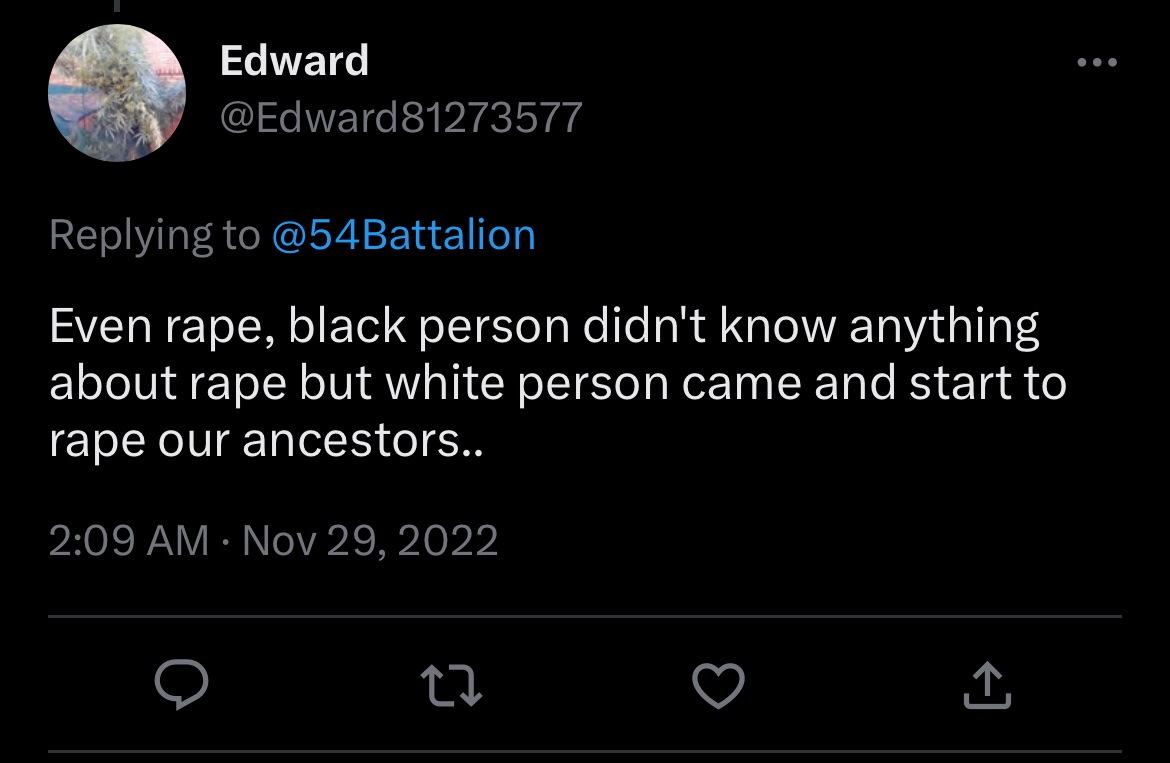 Edward
@Edward81273577
Replying to @54Battalion
Even rape, black person didn't know anything
about rape but white person came and start to
rape our ancestors..
2:09 AM · Nov 29, 2022